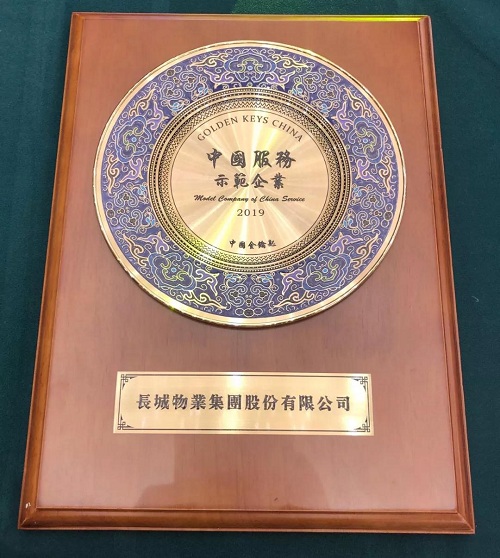 GOLDEN KEYS CHINA
中國服務
示範企業
Model Company of China Service
2019
中國金鑰匙
長城物業集團股份有限公司